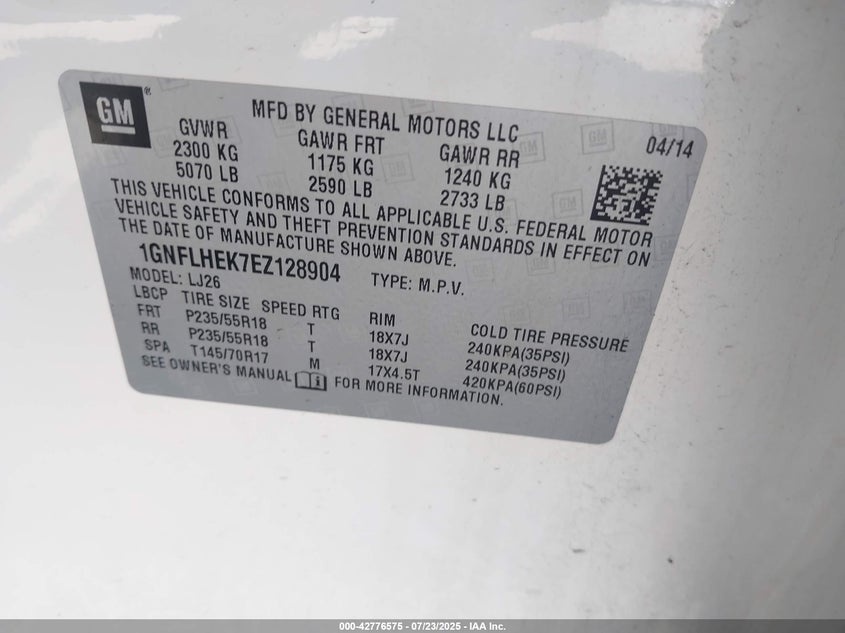 GM®
MFD BY GENERAL MOTORS LLC
04/14
GVWR GAWR FRT GAWR RR
2300 KG 1175 KG 1240 KG
5070 LB 2590 LB 2733 LB
THIS VEHICLE CONFORMS TO ALL APPLICABLE U.S. FEDERAL MOTOR
VEHICLE SAFETY AND THEFT PREVENTION STANDARDS IN EFFECT ON
THE DATE OF MANUFACTURE SHOWN ABOVE.
1GNFLHEK7EZ128904 TYPE: M.P.V.
MODEL: LJ26
LBCP TIRE SIZE SPEED RTG RIM COLD TIRE PRESSURE
FRT P235/55R18 T 18X7J 240KPA(35PSI)
RR P235/55R18 T 18X7J 240KPA(35PSI)
SPA T145/70R17 M 17X4.5T 420KPA(60PSI)
SEE OWNER'S MANUAL FOR MORE INFORMATION.
000-42776575 - 07/23/2025 - IAA Inc.